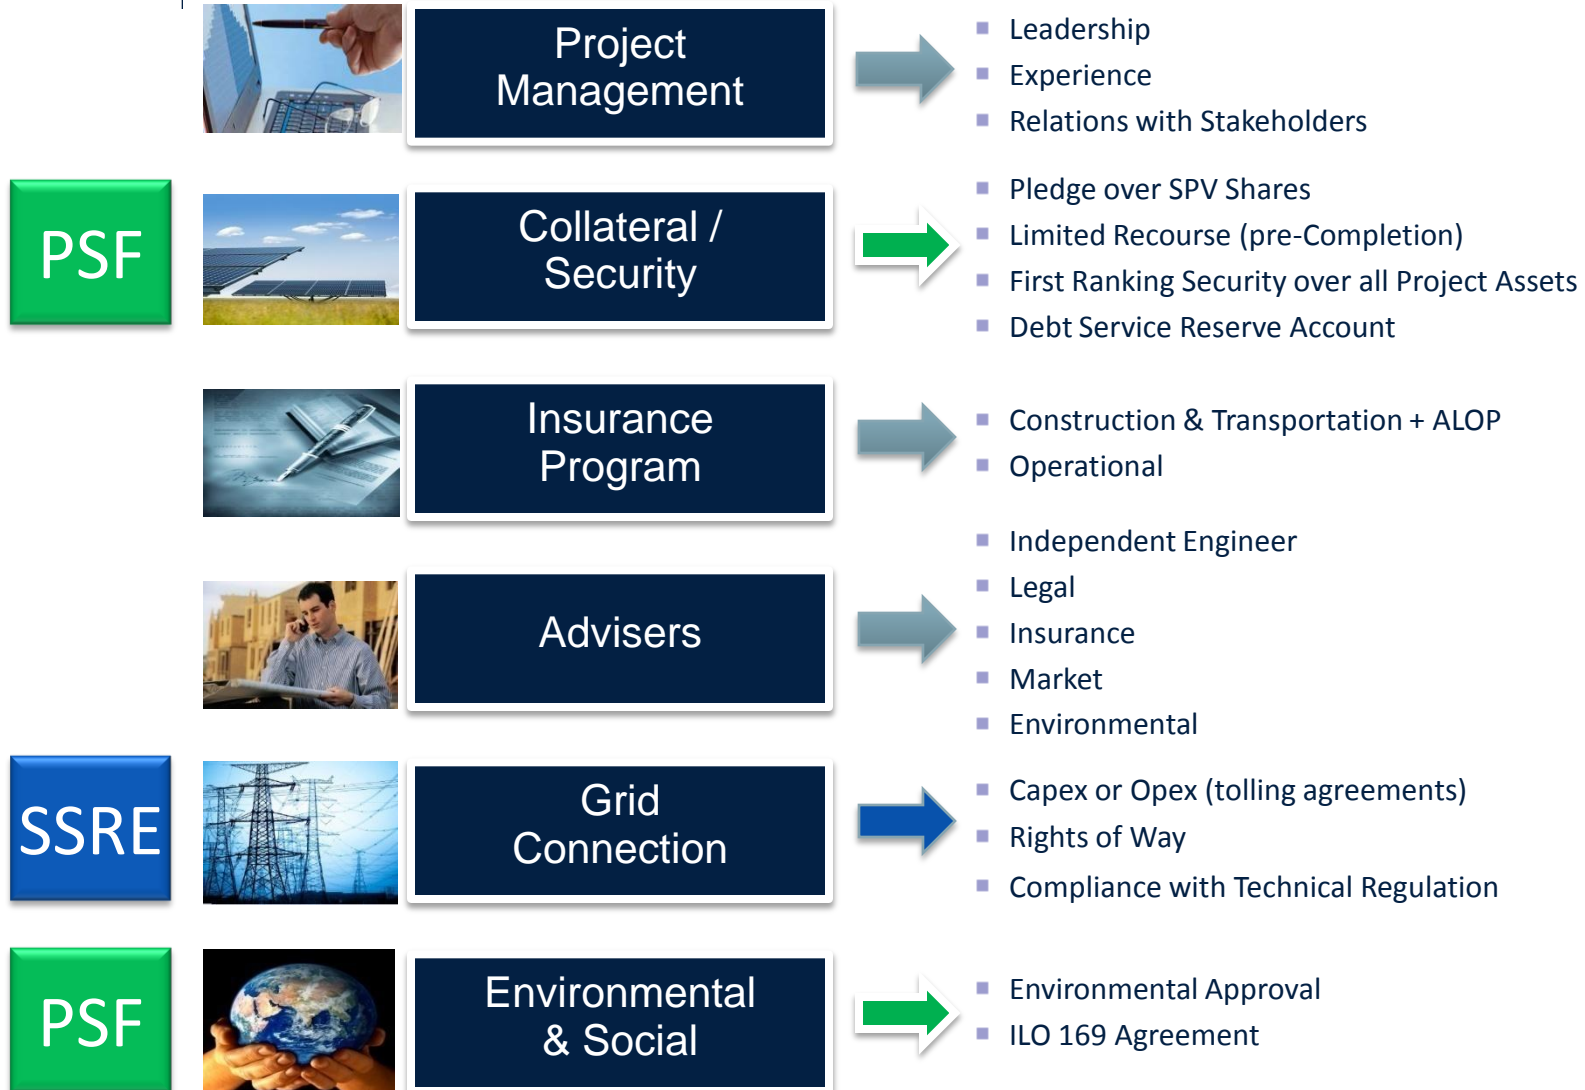 Project
Management
Leadership
Experience
Relations with Stakeholders
PSF
Collateral /
Security
Pledge over SPV Shares
Limited Recourse (pre-Completion)
First Ranking Security over all Project Assets
Debt Service Reserve Account
Insurance
Program
Construction & Transportation + ALOP
Operational
Advisers
Independent Engineer
Legal
Insurance
Market
Environmental
SSRE
Grid
Connection
Capex or Opex (tolling agreements)
Rights of Way
Compliance with Technical Regulation
PSF
Environmental
& Social
Environmental Approval
ILO 169 Agreement